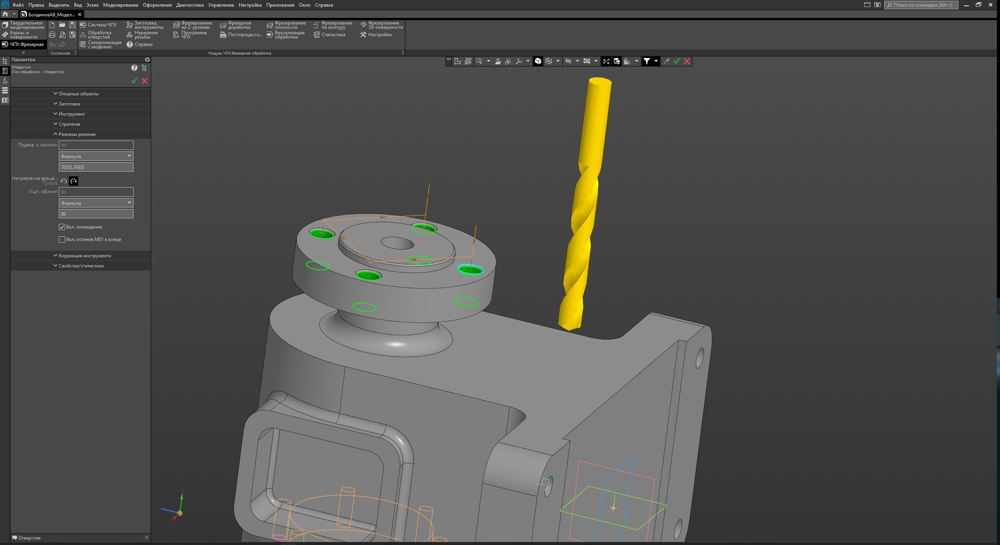 Файл Правка Выделить Вид Эскиз Моделирование Оформление Диагностика Управление Настройка Приложения Окно Справка
Поиск по командам (Alt+/)
БолдиновАВ_Модел...
Твердотельное моделирование
Каркас и поверхности
ЧПУ.Фрезерная
Системная
Система ЧПУ
Заготовка, инструменты
Фрезерование на Z-уровнях
Фрезерная доработка
Фрезерование плоскости
Фрезерование по контуру
Фрезерование 3D-поверхности
Обработка отверстий
Нарезание резьбы
Программа ЧПУ
Постпроцессо...
Визуализация обработки
Статистика
Настройки
Синхронизация с моделью
Справка
Модуль ЧПУ.Фрезерная обработка
Параметры
Отверстия
(Тип обработки - Отверстия)
Опорные объекты
Заготовка
Инструмент
Стратегия
Режимы резания
Подача, s, мм/мин: 49
Формула
TOOL.FEED
Направление враще...
Правое
Nшп, об/мин: 80
Формула
80
Вкл. охлаждение
Вкл. останов М01 в конце
Коррекция инструмента
Свойства/статистика
Y
Z
X
Отверстия